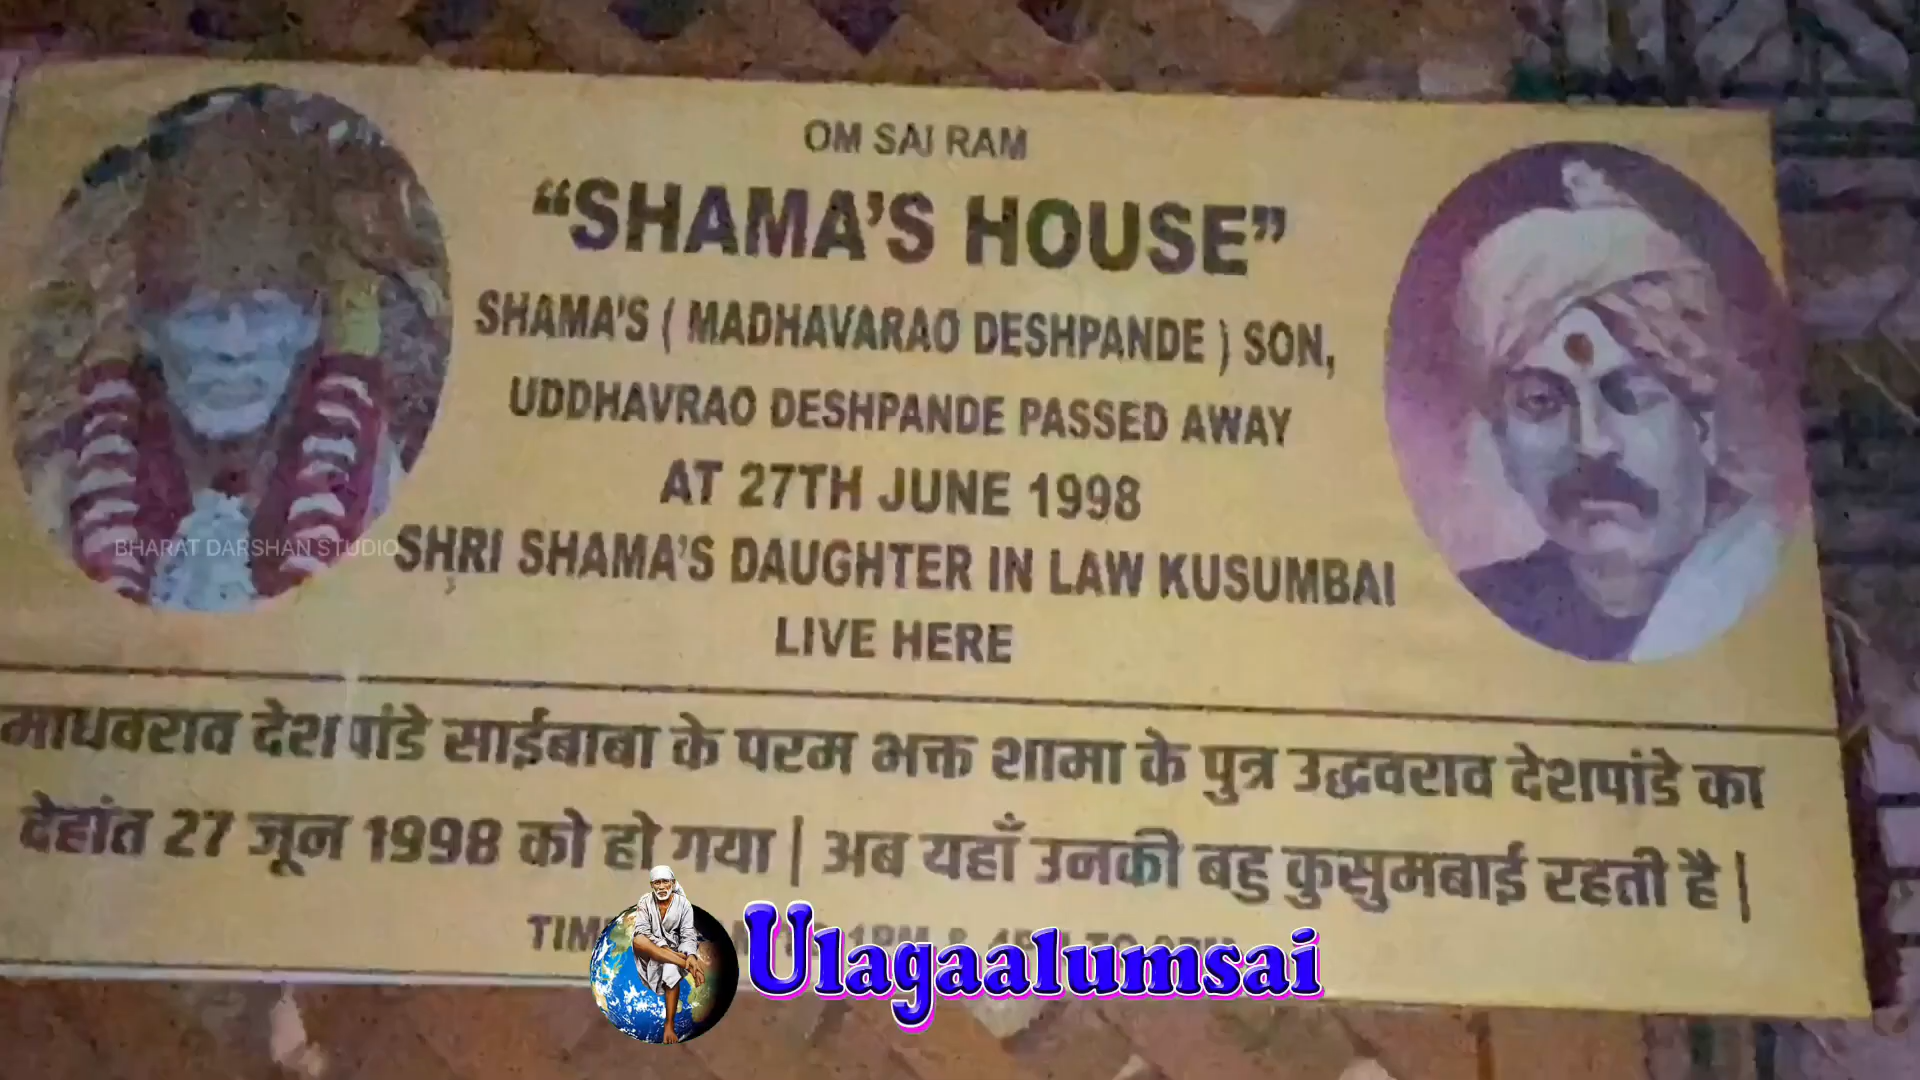 OM SAI RAM
“SHAMA’S HOUSE”
SHAMA’S ( MADHAVARAO DESHPANDE ) SON,
UDDHAVRAO DESHPANDE PASSED AWAY
AT 27TH JUNE 1998
SHRI SHAMA’S DAUGHTER IN LAW KUSUMBAI
LIVE HERE
BHARAT DARSHAN STUDIO
माधवराव देशपांडे साईबाबा के परम भक्त शामा के पुत्र उद्धवराव देशपांडे का
देहांत 27 जून 1998 को हो गया | अब यहाँ उनकी बहु कुसुमबाई रहती है |
Ulagaalumsai